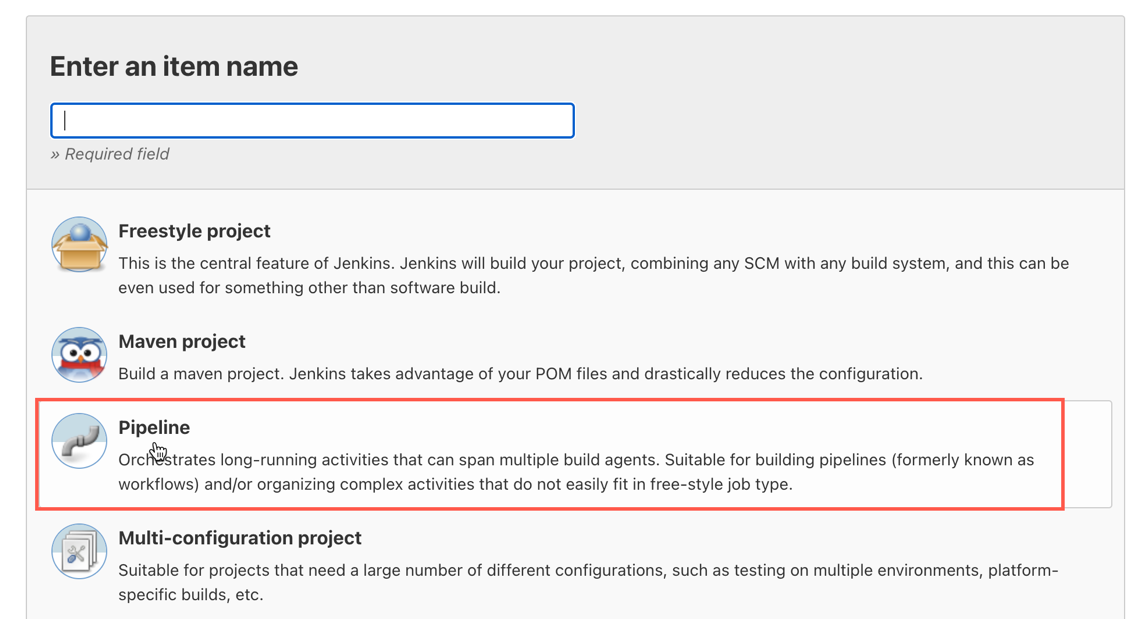 Enter an item name
» Required field
Freestyle project
This is the central feature of Jenkins. Jenkins will build your project, combining any SCM with any build system, and this can be
even used for something other than software build.
Maven project
Build a maven project. Jenkins takes advantage of your POM files and drastically reduces the configuration.
Pipeline
Orchestrates long-running activities that can span multiple build agents. Suitable for building pipelines (formerly known as
workflows) and/or organizing complex activities that do not easily fit in free-style job type.
Multi-configuration project
Suitable for projects that need a large number of different configurations, such as testing on multiple environments, platform-
specific builds, etc.